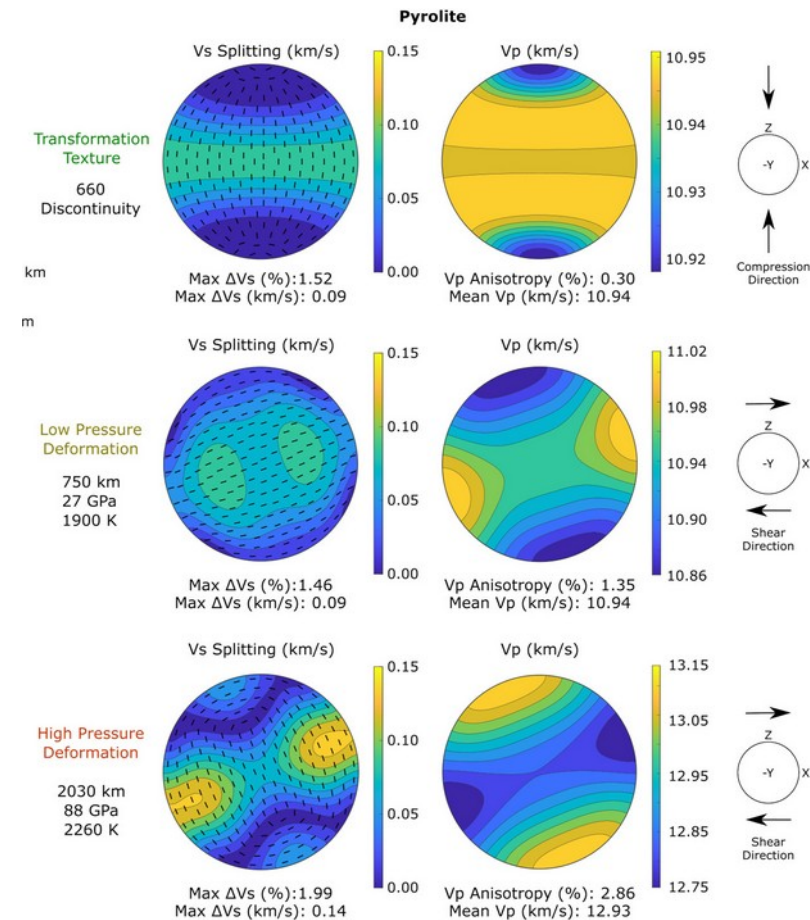 Pyrolite
Vs Splitting (km/s)
Vp (km/s)
0.15
0.10
0.05
0.00
10.95
10.94
10.93
10.92
Transformation
Texture
660
Discontinuity
km
m
Z
-Y
X
Compression
Direction
Max ΔVs (%):1.52
Max ΔVs (km/s): 0.09
Vp Anisotropy (%): 0.30
Mean Vp (km/s): 10.94
Vs Splitting (km/s)
Vp (km/s)
0.15
0.10
0.05
0.00
11.02
10.98
10.94
10.90
10.86
Low Pressure
Deformation
750 km
27 GPa
1900 K
Z
-Y
X
Shear
Direction
Max ΔVs (%):1.46
Max ΔVs (km/s): 0.09
Vp Anisotropy (%): 1.35
Mean Vp (km/s): 10.94
Vs Splitting (km/s)
Vp (km/s)
0.15
0.10
0.05
0.00
13.15
13.05
12.95
12.85
12.75
High Pressure
Deformation
2030 km
88 GPa
2260 K
Z
-Y
X
Shear
Direction
Max ΔVs (%):1.99
Max ΔVs (km/s): 0.14
Vp Anisotropy (%): 2.86
Mean Vp (km/s): 12.93